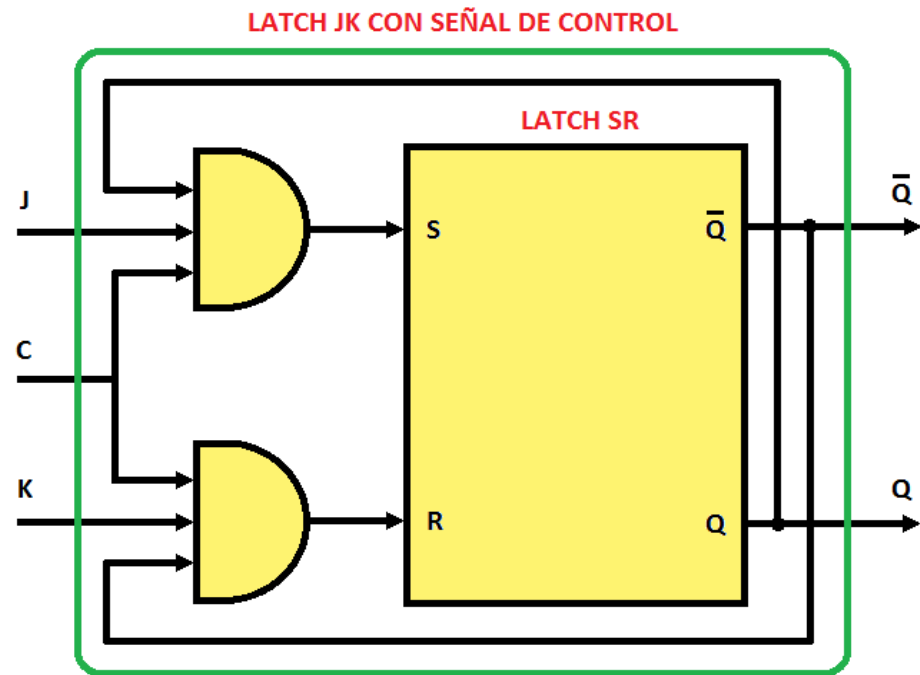 LATCH JK CON SEÑAL DE CONTROL
LATCH SR
J
C
K
S
R
Q̅
Q
Q̅
Q